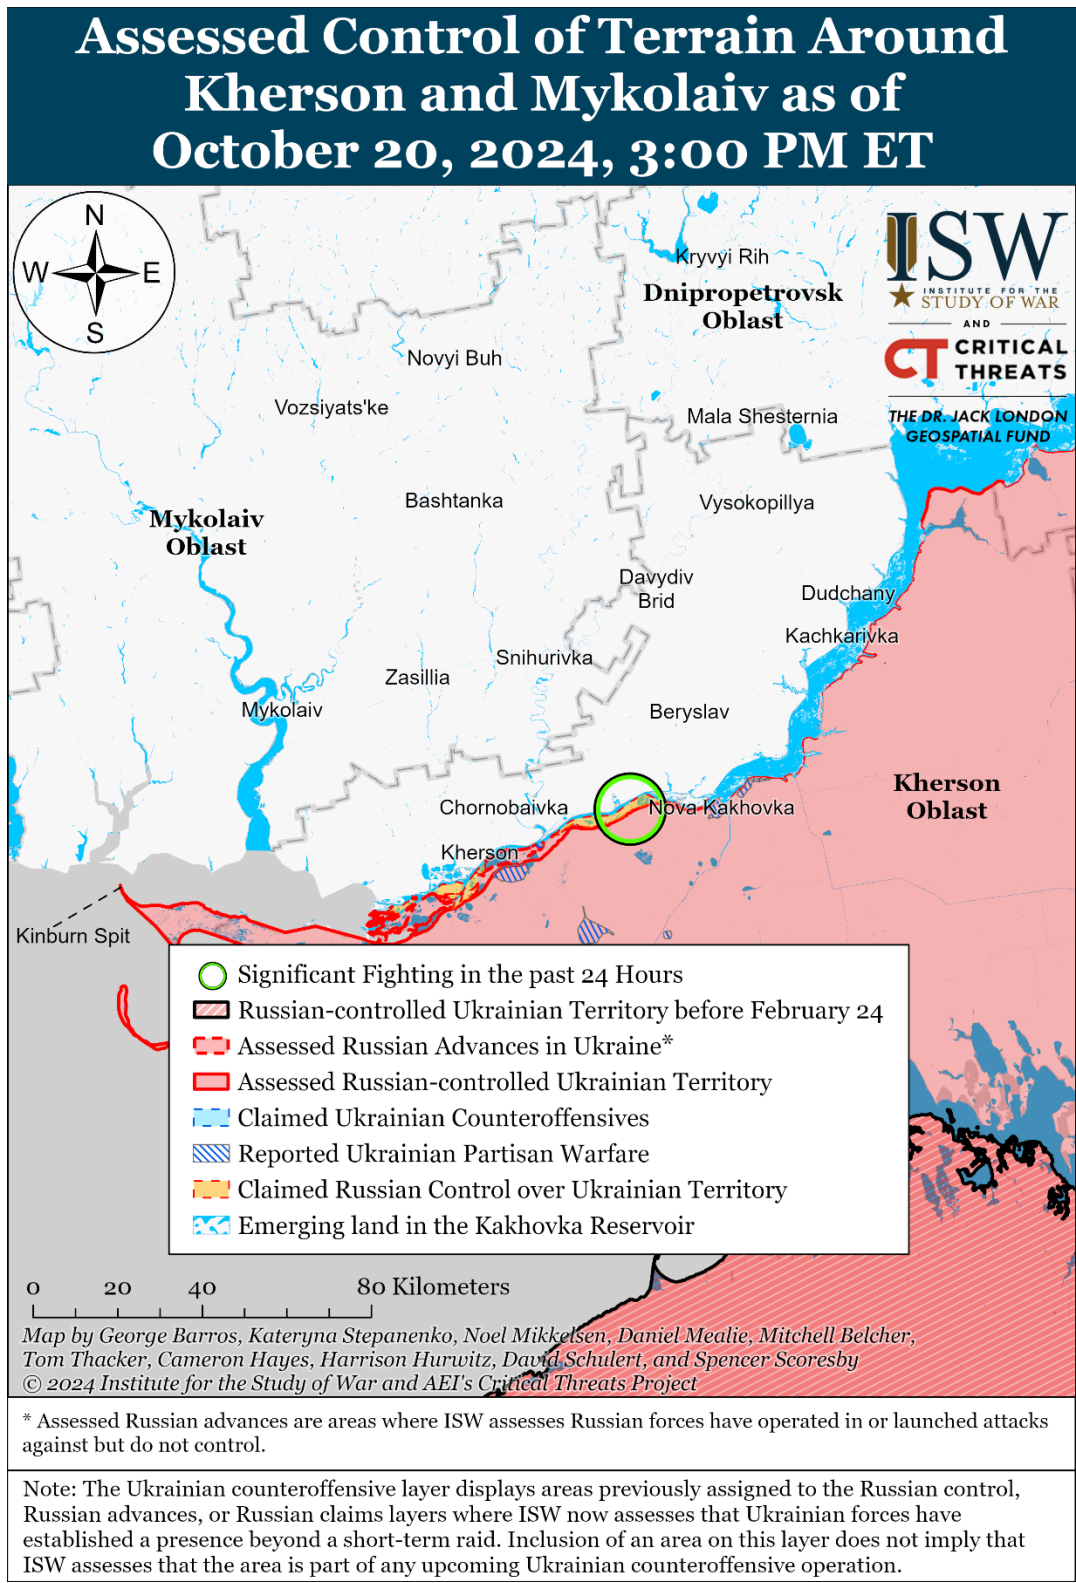 Assessed Control of Terrain Around
Kherson and Mykolaiv as of
October 20, 2024, 3:00 PM ET
N
W E
S
ISW
INSTITUTE FOR THE
STUDY OF WAR
AND
CT CRITICAL
THREATS
THE DR. JACK LONDON
GEOSPATIAL FUND
Kryvyi Rih
Dnipropetrovsk
Oblast
Novyi Buh
Vozsiyats'ke
Mala Shesternia
Bashtanka
Vysokopillya
Mykolaiv
Oblast
Davydiv
Brid
Dudchany
Kachkarivka
Snihurivka
Zasillia
Mykolaiv
Beryslav
Kherson
Oblast
Chornobaivka
Nova Kakhovka
Kherson
Kinburn Spit
Significant Fighting in the past 24 Hours
Russian-controlled Ukrainian Territory before February 24
Assessed Russian Advances in Ukraine*
Assessed Russian-controlled Ukrainian Territory
Claimed Ukrainian Counteroffensives
Reported Ukrainian Partisan Warfare
Claimed Russian Control over Ukrainian Territory
Emerging land in the Kakhovka Reservoir
0 20 40 80 Kilometers
Map by George Barros, Kateryna Stepanenko, Noel Mikkelsen, Daniel Mealie, Mitchell Belcher,
Tom Thacker, Cameron Hayes, Harrison Hurwitz, David Schulert, and Spencer Scoresby
© 2024 Institute for the Study of War and AEI's Critical Threats Project
* Assessed Russian advances are areas where ISW assesses Russian forces have operated in or launched attacks
against but do not control.
Note: The Ukrainian counteroffensive layer displays areas previously assigned to the Russian control,
Russian advances, or Russian claims layers where ISW now assesses that Ukrainian forces have
established a presence beyond a short-term raid. Inclusion of an area on this layer does not imply that
ISW assesses that the area is part of any upcoming Ukrainian counteroffensive operation.